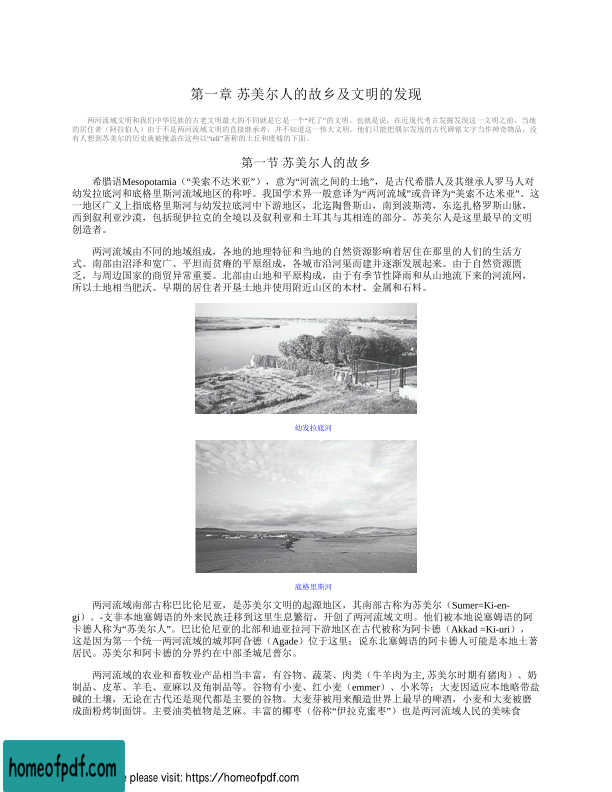 第一章 苏美尔人的故乡及文明的发现
两河流域文明和我们中华民族的古老文明最大的不同就是它是一个“死了”的文明。也就是说，在近现代考古发掘发现这一文明之前，当地
的居住者（阿拉伯人）由于不是两河流域文明的直接继承者，并不知道这一伟大文明。他们只能把偶尔发现的古代碑铭文字当作神奇物品，没
有人想到苏美尔的历史就被掩盖在这些以“tell”著称的土丘和废墟的下面。
第一节 苏美尔人的故乡
希腊语Mesopotamia（“美索不达米亚”），意为“河流之间的土地”，是古代希腊人及其继承人罗马人对
幼发拉底河和底格里斯河流域地区的称呼。我国学术界一般意译为“两河流域”或音译为“美索不达米亚”。这
一地区广义上指底格里斯河与幼发拉底河中下游地区，北迄陶鲁斯山，南到波斯湾，东迄扎格罗斯山脉，
西到叙利亚沙漠，包括现伊拉克的全境以及叙利亚和土耳其与其相连的部分。苏美尔人是这里最早的文明
创造者。
两河流域由不同的地域组成，各地的地理特征和当地的自然资源影响着居住在那里的人们的生活方
式。南部由沼泽和宽广、平坦而贫瘠的平原组成，各城市沿河渠而建并逐渐发展起来。由于自然资源匮
乏，与周边国家的商贸异常重要。北部由山地和平原构成，由于有季节性降雨和从山地流下来的河流网，
所以土地相当肥沃。早期的居住者开垦土地并使用附近山区的木材、金属和石料。
幼发拉底河
底格里斯河
两河流域南部古称巴比伦尼亚，是苏美尔文明的起源地区，其南部古称为苏美尔（Sumer=Ki-en-
gi）。-支非本地塞姆语的外来民族迁移到这里生息繁衍，开创了两河流域文明。他们被本地说塞姆语的阿
卡德人称为“苏美尔人”。巴比伦尼亚的北部和迪亚拉河下游地区在古代被称为阿卡德（Akkad =Ki-uri），
这是因为第一个统一两河流域的城邦阿旮德（Agade）位于这里；说东北塞姆语的阿卡德人可能是本地土著
居民。苏美尔和阿卡德的分界约在中部圣城尼普尔。
两河流域的农业和畜牧业产品相当丰富，有谷物、蔬菜、肉类（牛羊肉为主, 苏美尔时期有猪肉）、奶
制品、皮革、羊毛、亚麻以及角制品等。谷物有小麦、红小麦（emmer）、小米等；大麦因适应本地略带盐
碱的土壤，无论在古代还是现代都是主要的谷物。大麦芽被用来酿造世界上最早的啤酒，小麦和大麦被磨
成面粉烤制面饼。主要油类植物是芝麻。丰富的椰枣（俗称“伊拉克蜜枣”）也是两河流域人民的美味食
homeofpdf.com
please visit: https://homeofpdf.com